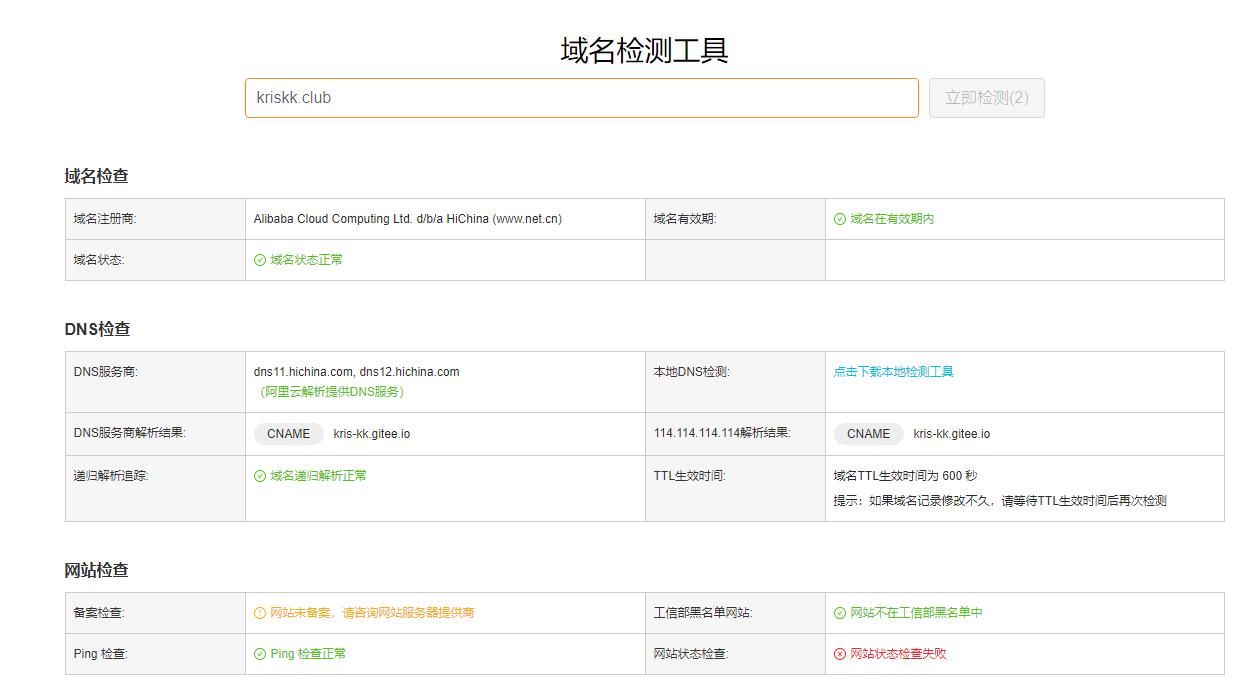 域名检测工具
kriskk.club
立即检测(2)
域名检查
域名注册商:
Alibaba Cloud Computing Ltd. d/b/a HiChina (www.net.cn)
域名有效期:
域名在有效期内
域名状态:
域名状态正常
DNS检查
DNS服务商:
dns11.hichina.com, dns12.hichina.com
（阿里云解析提供DNS服务）
本地DNS检测:
点击下载本地检测工具
DNS服务商解析结果:
CNAME kris-kk.gitee.io
114.114.114.114解析结果:
CNAME kris-kk.gitee.io
递归解析追踪:
域名递归解析正常
TTL生效时间:
域名TTL生效时间为 600 秒
提示：如果域名记录修改不久，请等待TTL生效时间后再次检测
网站检查
备案检查:
网站未备案，请咨询网站服务器提供商
工信部黑名单网站:
网站不在工信部黑名单中
Ping 检查:
Ping 检查正常
网站状态检查:
网站状态检查失败